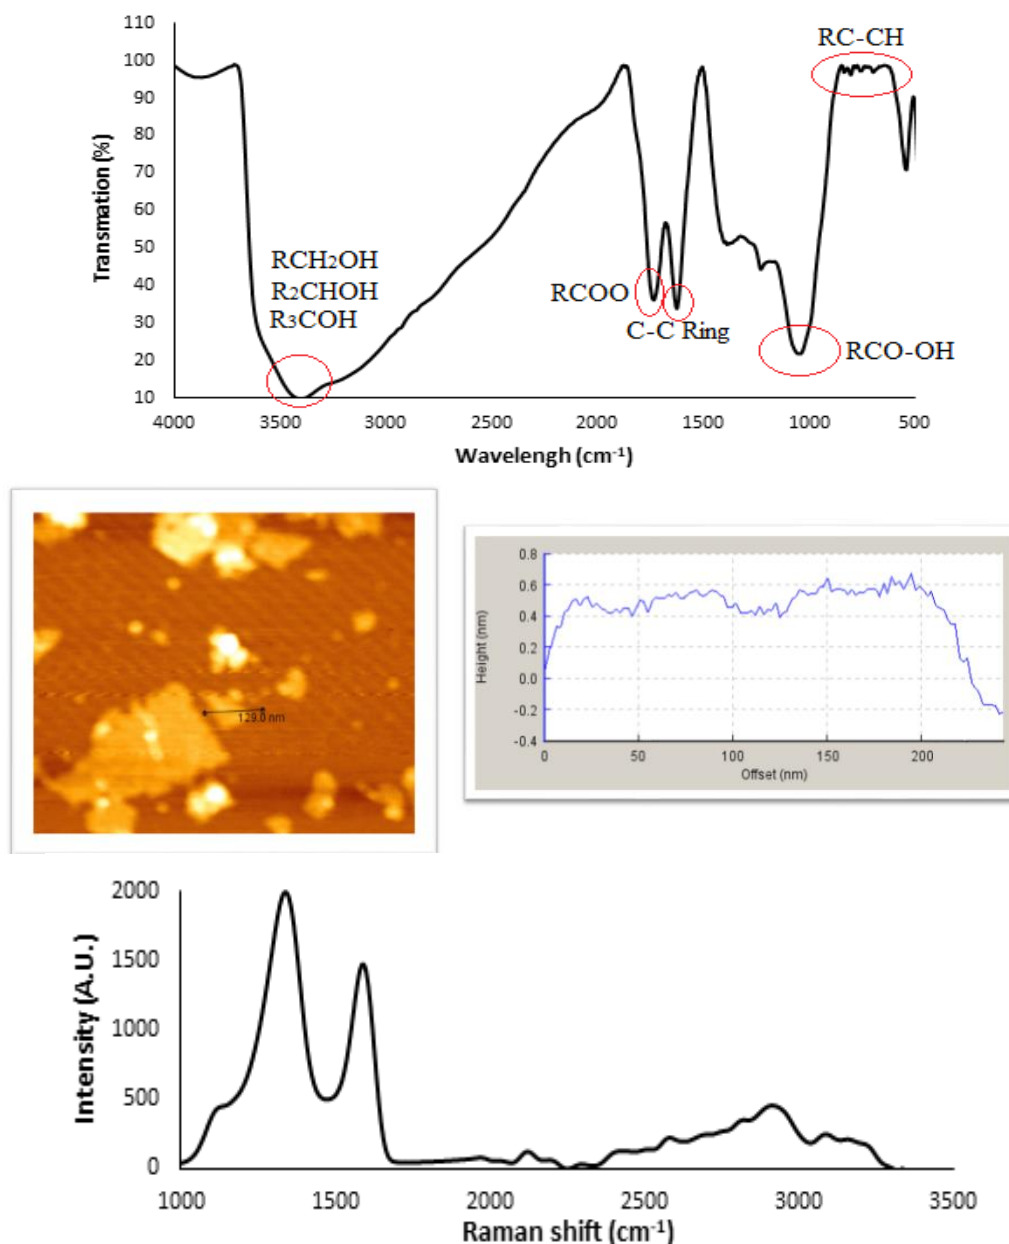 Transmation (%)
110
100
90
80
70
60
50
40
30
20
10
RC-CH
RCH2OH
R2CHOH
R3COH
RCOO
C-C Ring
RCO-OH
4000 3500 3000 2500 2000 1500 1000 500
Wavelengh (cm-1)
129.0 nm
Height (nm)
0.8
0.6
0.4
0.2
0.0
-0.2
-0.4
0 50 100 150 200
Offset (nm)
Intensity (A.U.)
2000
1500
1000
500
0
1000 1500 2000 2500 3000 3500
Raman shift (cm-1)